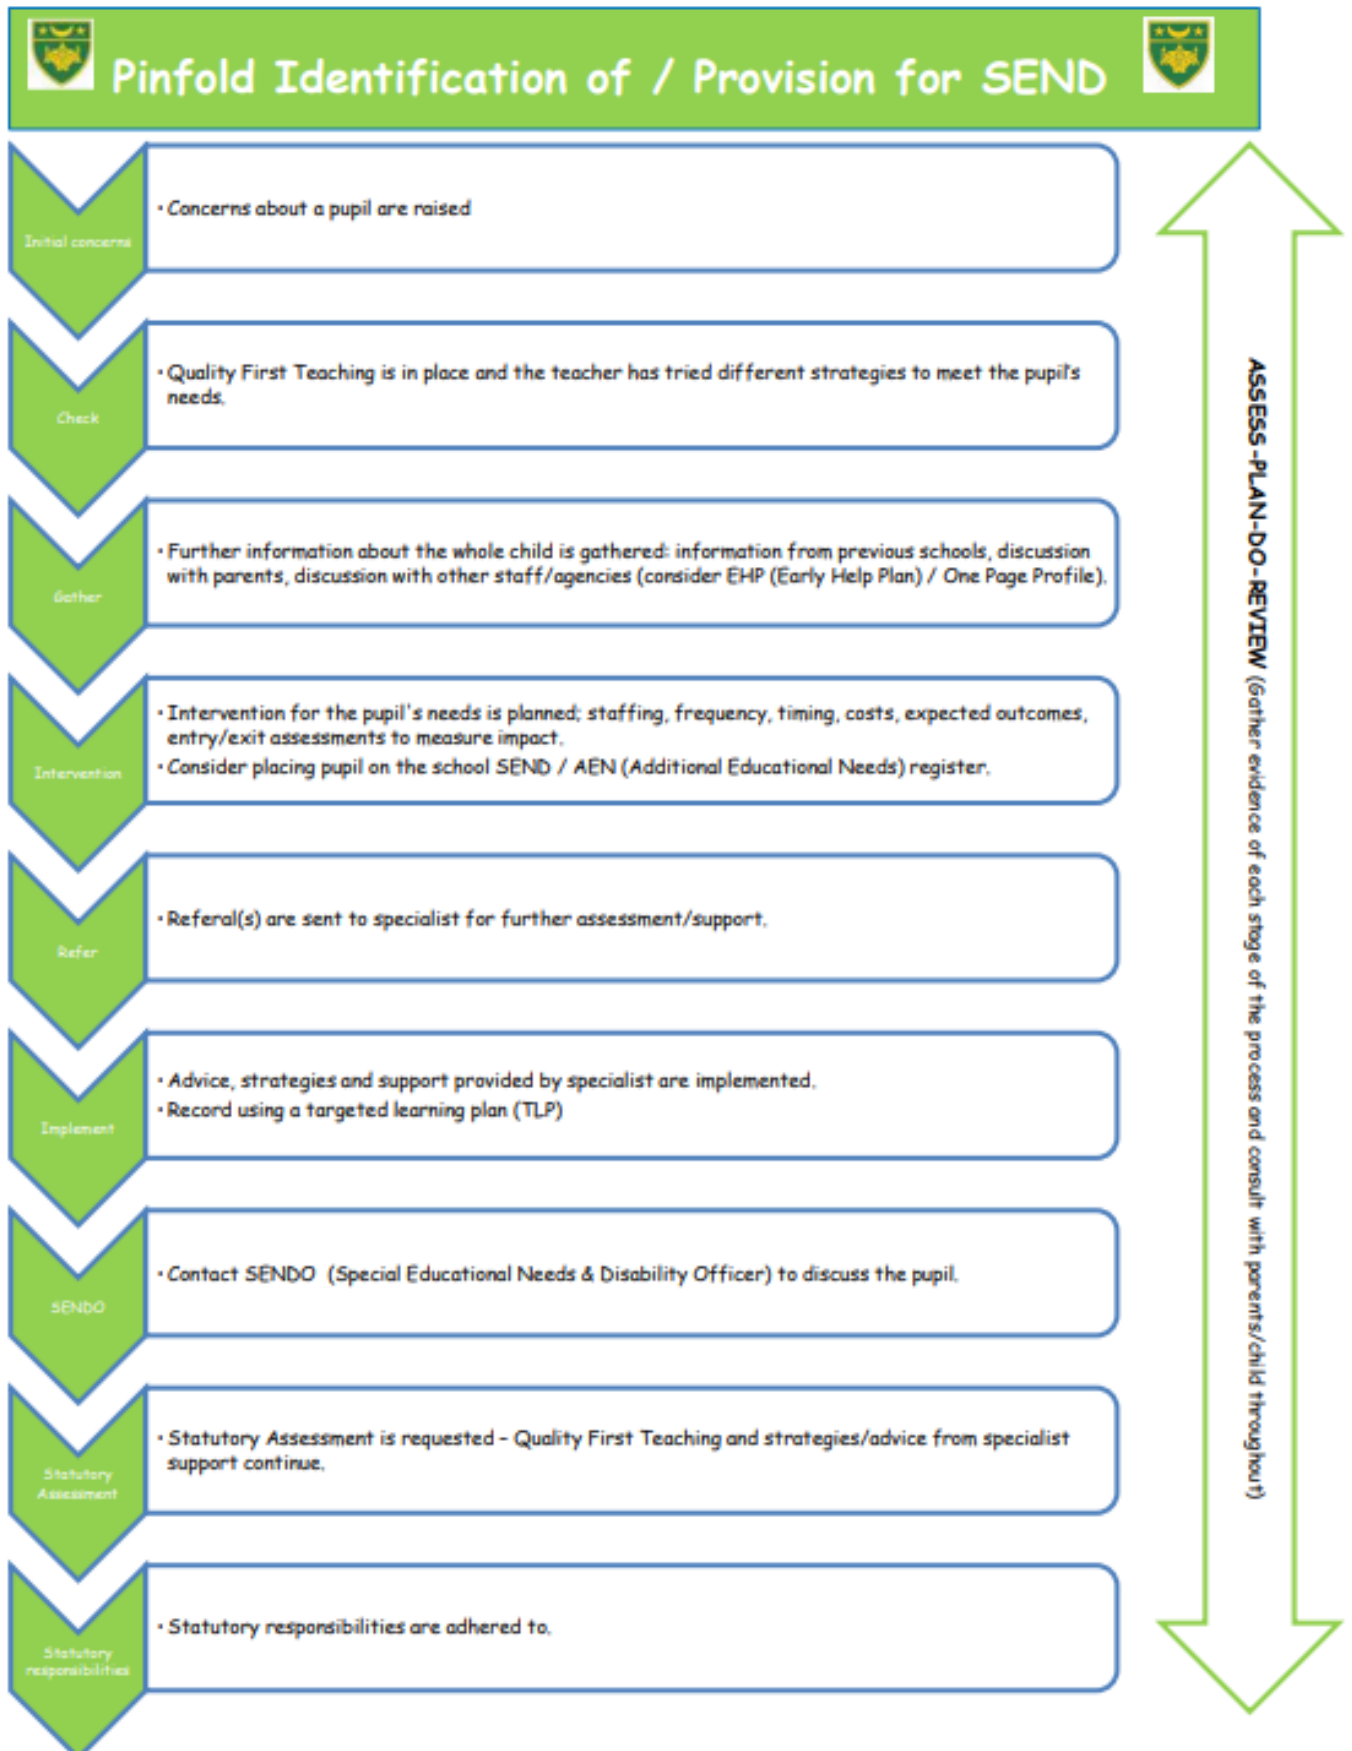 Pinfold Identification of / Provision for SEND
Initial concerns
· Concerns about a pupil are raised
Check
· Quality First Teaching is in place and the teacher has tried different strategies to meet the pupil's
needs.
Gather
· Further information about the whole child is gathered: information from previous schools, discussion
with parents, discussion with other staff/agencies (consider EHP (Early Help Plan) / One Page Profile).
Intervention
· Intervention for the pupil's needs is planned; staffing, frequency, timing, costs, expected outcomes,
entry/exit assessments to measure impact.
· Consider placing pupil on the school SEND / AEN (Additional Educational Needs) register.
Refer
· Referal(s) are sent to specialist for further assessment/support.
Implement
· Advice, strategies and support provided by specialist are implemented.
· Record using a targeted learning plan (TLP)
SENDO
· Contact SENDO (Special Educational Needs & Disability Officer) to discuss the pupil.
Statutory
Assessment
· Statutory Assessment is requested – Quality First Teaching and strategies/advice from specialist
support continue.
Statutory
responsibilities
· Statutory responsibilities are adhered to.
ASSESS-PLAN-DO-REVIEW (Gather evidence of each stage of the process and consult with parents/child throughout)